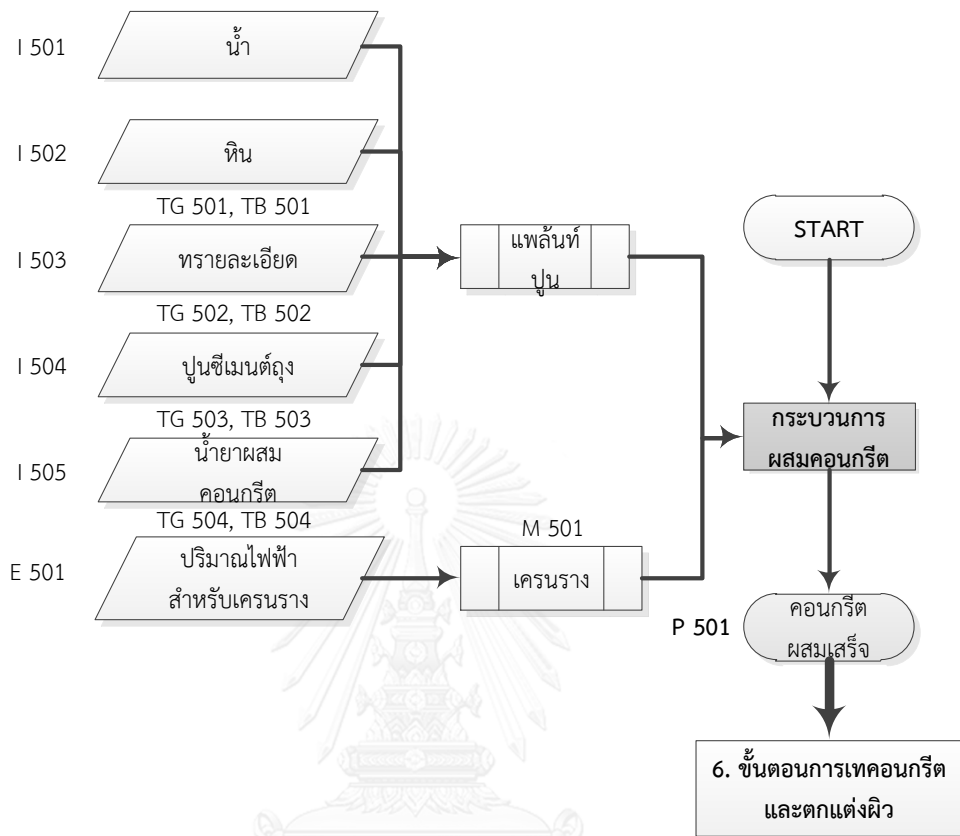 I 501
น้ำ
I 502
หิน
TG 501, TB 501
I 503
ทรายละเอียด
TG 502, TB 502
I 504
ปูนซีเมนต์ถุง
TG 503, TB 503
I 505
น้ำยาผสม
คอนกรีต
TG 504, TB 504
E 501
ปริมาณไฟฟ้า
สำหรับเครนราง
แพล้นท์
ปูน
M 501
เครนราง
START
กระบวนการ
ผสมคอนกรีต
P 501
คอนกรีต
ผสมเสร็จ
6. ขั้นตอนการเทคอนกรีต
และตกแต่งผิว